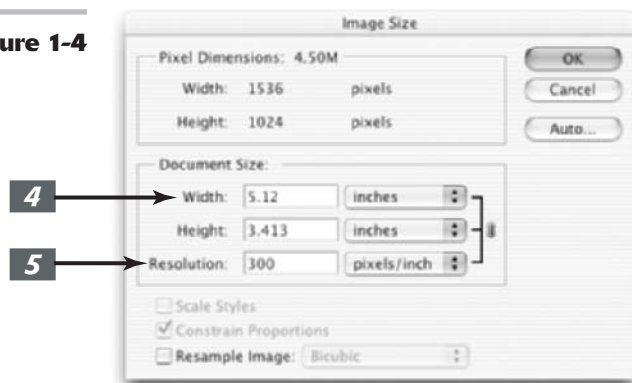 ure 1-4
Image Size
Pixel Dimensions: 4.50M
Width: 1536 pixels
Height: 1024 pixels
OK
Cancel
Auto...
Document Size:
4
Width: 5.12 inches
Height: 3.413 inches
5
Resolution: 300 pixels/inch
Scale Styles
Constrain Proportions
Resample Image: Bicubic